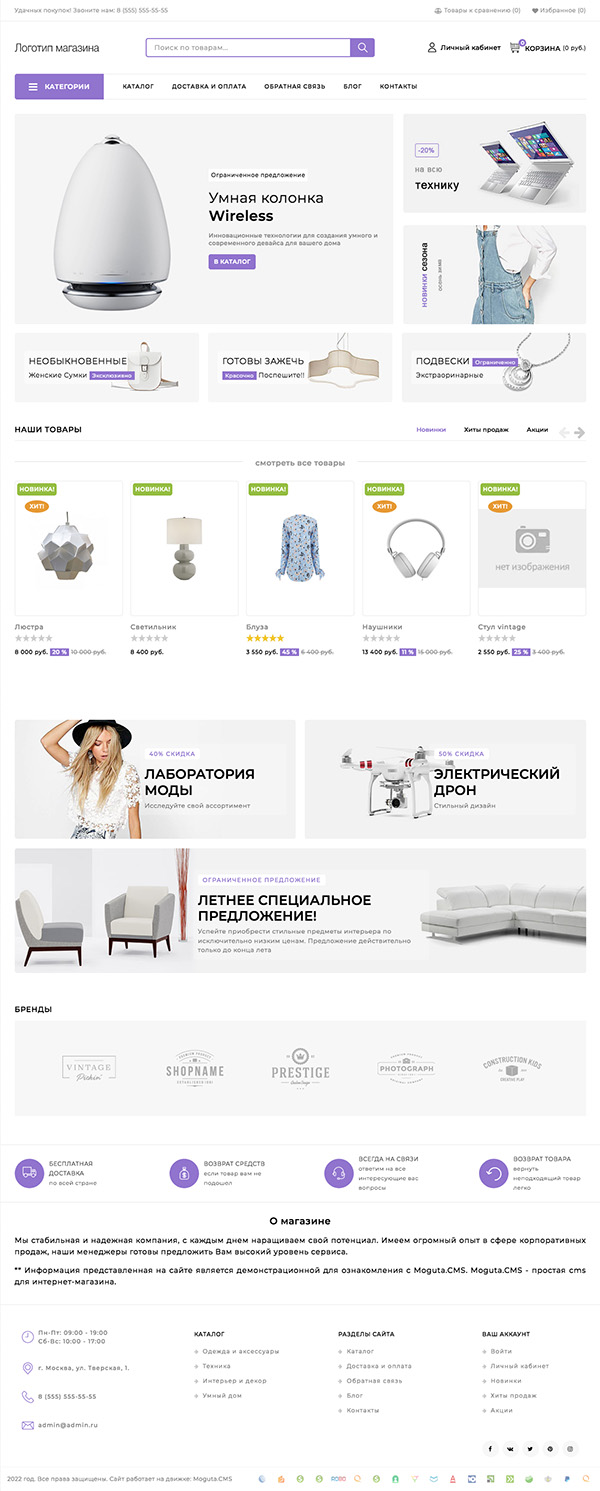 Удачных покупок! Звоните нам: 8 (555) 555-55-55
Товары к сравнению (0)
Избранное (0)
Логотип магазина
Поиск по товарам...
Личный кабинет
0
КОРЗИНА (0 руб.)
КАТЕГОРИИ
КАТАЛОГ
ДОСТАВКА И ОПЛАТА
ОБРАТНАЯ СВЯЗЬ
БЛОГ
КОНТАКТЫ
Ограниченное предложение
Умная колонка
Wireless
Инновационные технологии для создания умного и
современного девайса для вашего дома
В КАТАЛОГ
-20%
на всю
технику
новинки сезона
осень зима
НЕОБЫКНОВЕННЫЕ
Женские Сумки Эксклюзивно
ГОТОВЫ ЗАЖЕЧЬ
Красочно Поспешите!!
ПОДВЕСКИ Ограниченно
Экстраординарные
НАШИ ТОВАРЫ
Новинки
Хиты продаж
Акции
смотреть все товары
НОВИНКА!
ХИТ!
Люстра
8 000 руб. 20 % 10 000 руб.
НОВИНКА!
Светильник
8 400 руб.
НОВИНКА!
Блуза
3 550 руб. 45 % 6 400 руб.
НОВИНКА!
ХИТ!
Наушники
13 400 руб. 11 % 15 000 руб.
НОВИНКА!
ХИТ!
нет изображения
Стул vintage
2 550 руб. 25 % 3 400 руб.
40% СКИДКА
ЛАБОРАТОРИЯ
МОДЫ
Исследуйте свой ассортимент
50% СКИДКА
ЭЛЕКТРИЧЕСКИЙ
ДРОН
Стильный дизайн
ОГРАНИЧЕННОЕ ПРЕДЛОЖЕНИЕ
ЛЕТНЕЕ СПЕЦИАЛЬНОЕ
ПРЕДЛОЖЕНИЕ!
Успейте приобрести стильные предметы интерьера по
исключительно низким ценам. Предложение действительно
только до конца лета
БРЕНДЫ
VINTAGE
Pickin'
PREMIUM PRODUCT
SHOPNAME
PRESTIGE
PREMIUM PRODUCT
PHOTOGRAPH
CONSTRUCTION KIDS
CREATIVE PLAY
БЕСПЛАТНАЯ
ДОСТАВКА
по всей стране
ВОЗВРАТ СРЕДСТВ
если товар вам не
подошел
ВСЕГДА НА СВЯЗИ
ответим на все
интересующие вас
вопросы
ВОЗВРАТ ТОВАРА
вернуть
неподходящий товар
легко
О магазине
Мы стабильная и надежная компания, с каждым днем наращиваем свой потенциал. Имеем огромный опыт в сфере корпоративных
продаж, наши менеджеры готовы предложить Вам высокий уровень сервиса.
** Информация представленная на сайте является демонстрационной для ознакомления с Moguta.CMS. Moguta.CMS - простая cms
для интернет-магазина.
Пн-Пт: 09:00 - 19:00
Сб-Вс: 10:00 - 17:00
г. Москва, ул. Тверская, 1.
8 (555) 555-55-55
admin@admin.ru
КАТАЛОГ
Одежда и аксессуары
Техника
Интерьер и декор
Умный дом
РАЗДЕЛЫ САЙТА
Каталог
Доставка и оплата
Обратная связь
Блог
Контакты
ВАШ АККАУНТ
Войти
Личный кабинет
Новинки
Хиты продаж
Акции
2022 год. Все права защищены. Сайт работает на движке: Moguta.CMS